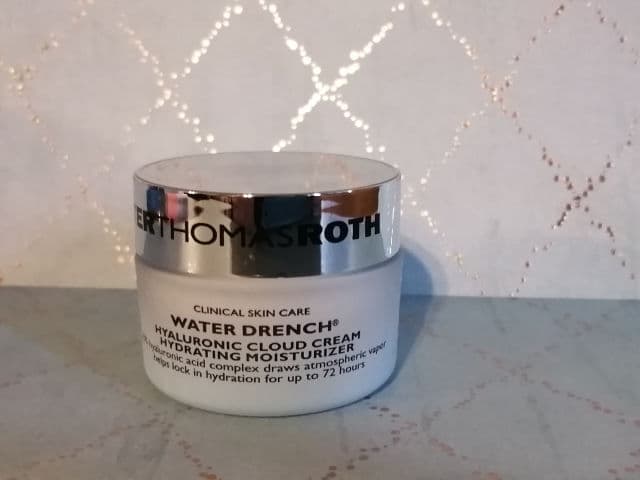 ERTHOMASROTH
CLINICAL SKIN CARE
WATER DRENCH®
HYALURONIC CLOUD CREAM
HYDRATING MOISTURIZER
hyaluronic acid complex draws atmospheric vapor
helps lock in hydration for up to 72 hours